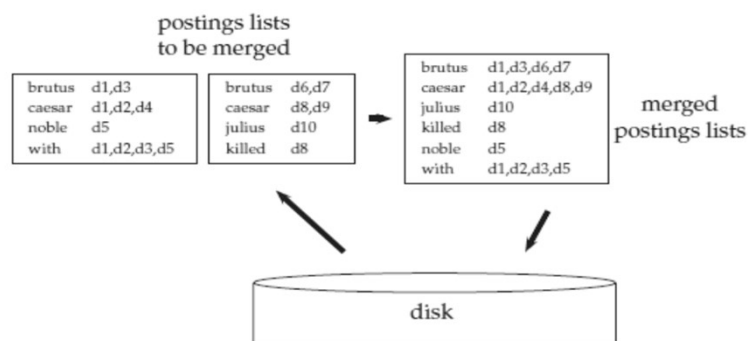 postings lists
to be merged
brutus d1,d3
caesar d1,d2,d4
noble d5
with d1,d2,d3,d5
brutus d6,d7
caesar d8,d9
julius d10
killed d8
brutus d1,d3,d6,d7
caesar d1,d2,d4,d8,d9
julius d10
killed d8
noble d5
with d1,d2,d3,d5
merged
postings lists
disk